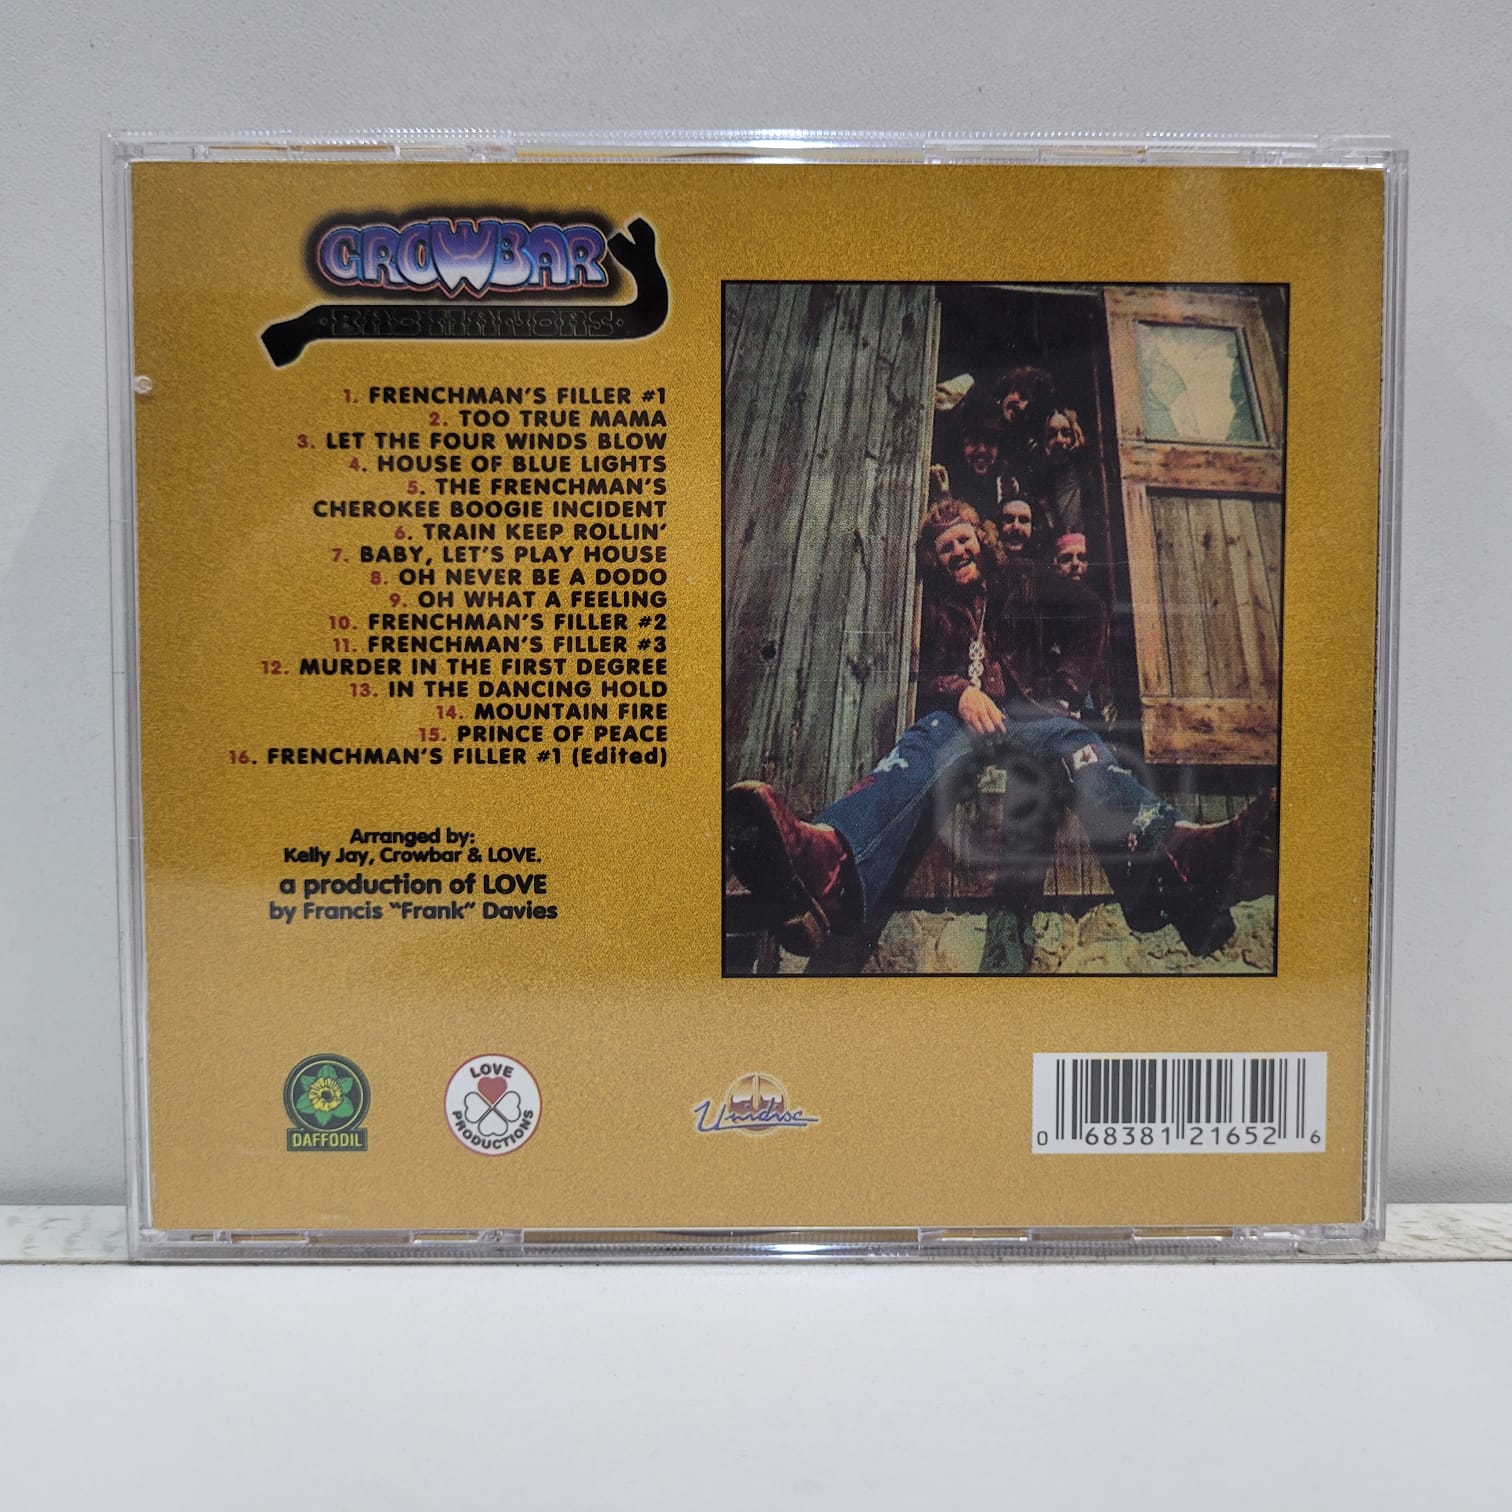 CROWBAR
BAD MANORS
1. FRENCHMAN'S FILLER #1
2. TOO TRUE MAMA
3. LET THE FOUR WINDS BLOW
4. HOUSE OF BLUE LIGHTS
5. THE FRENCHMAN'S
CHEROKEE BOOGIE INCIDENT
6. TRAIN KEEP ROLLIN'
7. BABY, LET'S PLAY HOUSE
8. OH NEVER BE A DODO
9. OH WHAT A FEELING
10. FRENCHMAN'S FILLER #2
11. FRENCHMAN'S FILLER #3
12. MURDER IN THE FIRST DEGREE
13. IN THE DANCING HOLD
14. MOUNTAIN FIRE
15. PRINCE OF PEACE
16. FRENCHMAN'S FILLER #1 (Edited)
Arranged by:
Kelly Jay, Crowbar & LOVE.
a production of LOVE
by Francis "Frank" Davies
DAFFODIL
LOVE
PRODUCTIONS
Unidisc
0 68381 21652 6